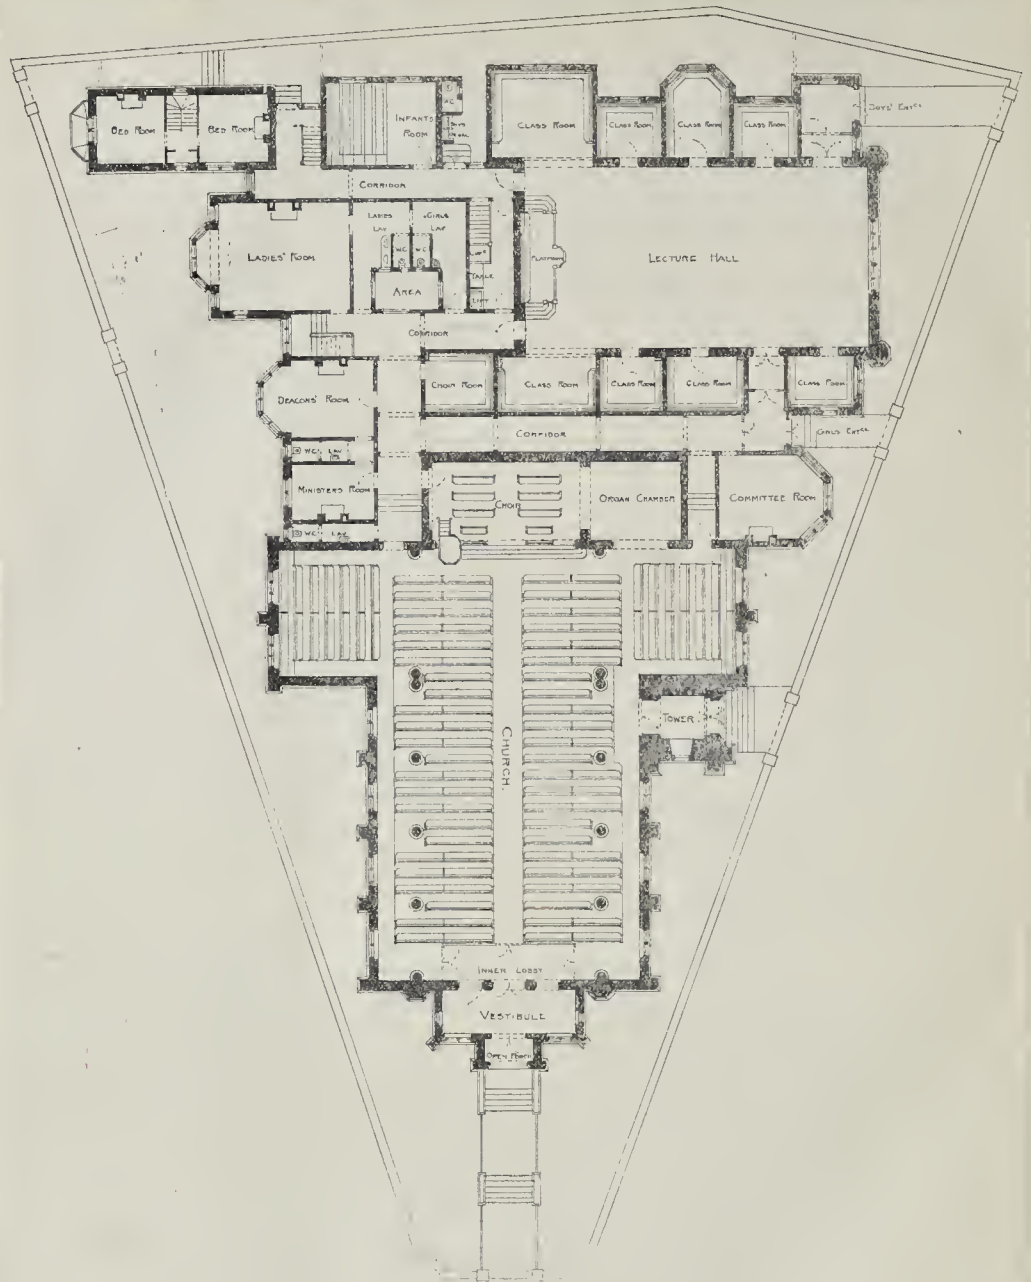 BED ROOM
BED ROOM
INFANTS
ROOM
W.C.
CLASS ROOM
CLASS ROOM
CLASS ROOM
CLASS ROOM
BOYS' ENTCE
CORRIDOR
LADIES
LAV
GIRLS
LAV
W.C.
W.C.
LADIES' ROOM
AREA
TABLE
LIFT
PLATFORM
LECTURE HALL
CORRIDOR
DEACONS' ROOM
CHOIR ROOM
CLASS ROOM
CLASS ROOM
CLASS ROOM
CLASS ROOM
CORRIDOR
GIRLS ENTCE
W.C. LAV
MINISTERS ROOM
W.C. LAV
CHOIR
ORGAN CHAMBER
COMMITTEE ROOM
TOWER
CHURCH.
INNER LOBBY
VESTIBULE
OPEN PORCH